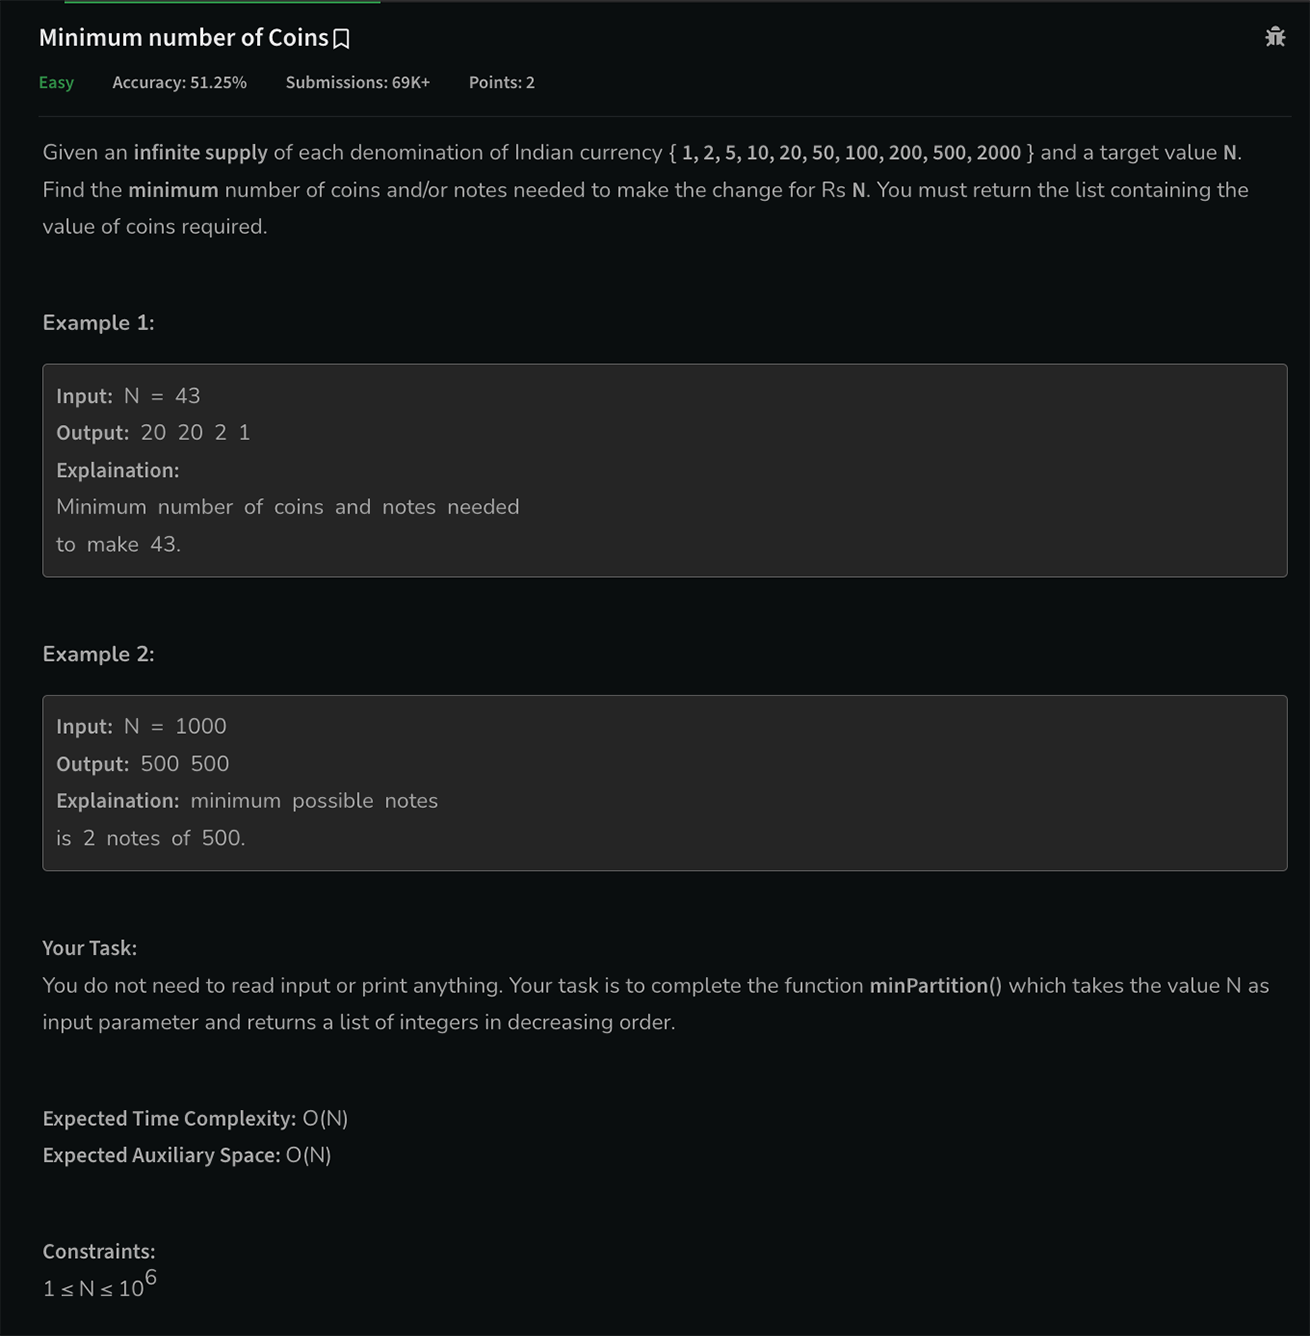 Minimum number of Coins
Easy Accuracy: 51.25% Submissions: 69K+ Points: 2
Given an infinite supply of each denomination of Indian currency { 1, 2, 5, 10, 20, 50, 100, 200, 500, 2000 } and a target value N.
Find the minimum number of coins and/or notes needed to make the change for Rs N. You must return the list containing the
value of coins required.
Example 1:
Input: N = 43
Output: 20 20 2 1
Explaination:
Minimum number of coins and notes needed
to make 43.
Example 2:
Input: N = 1000
Output: 500 500
Explaination: minimum possible notes
is 2 notes of 500.
Your Task:
You do not need to read input or print anything. Your task is to complete the function minPartition() which takes the value N as
input parameter and returns a list of integers in decreasing order.
Expected Time Complexity: O(N)
Expected Auxiliary Space: O(N)
Constraints:
1 ≤ N ≤ 10⁶